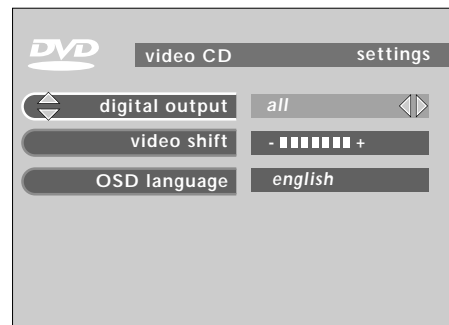 DVD
video CD settings
digital output all
video shift - +
OSD language english